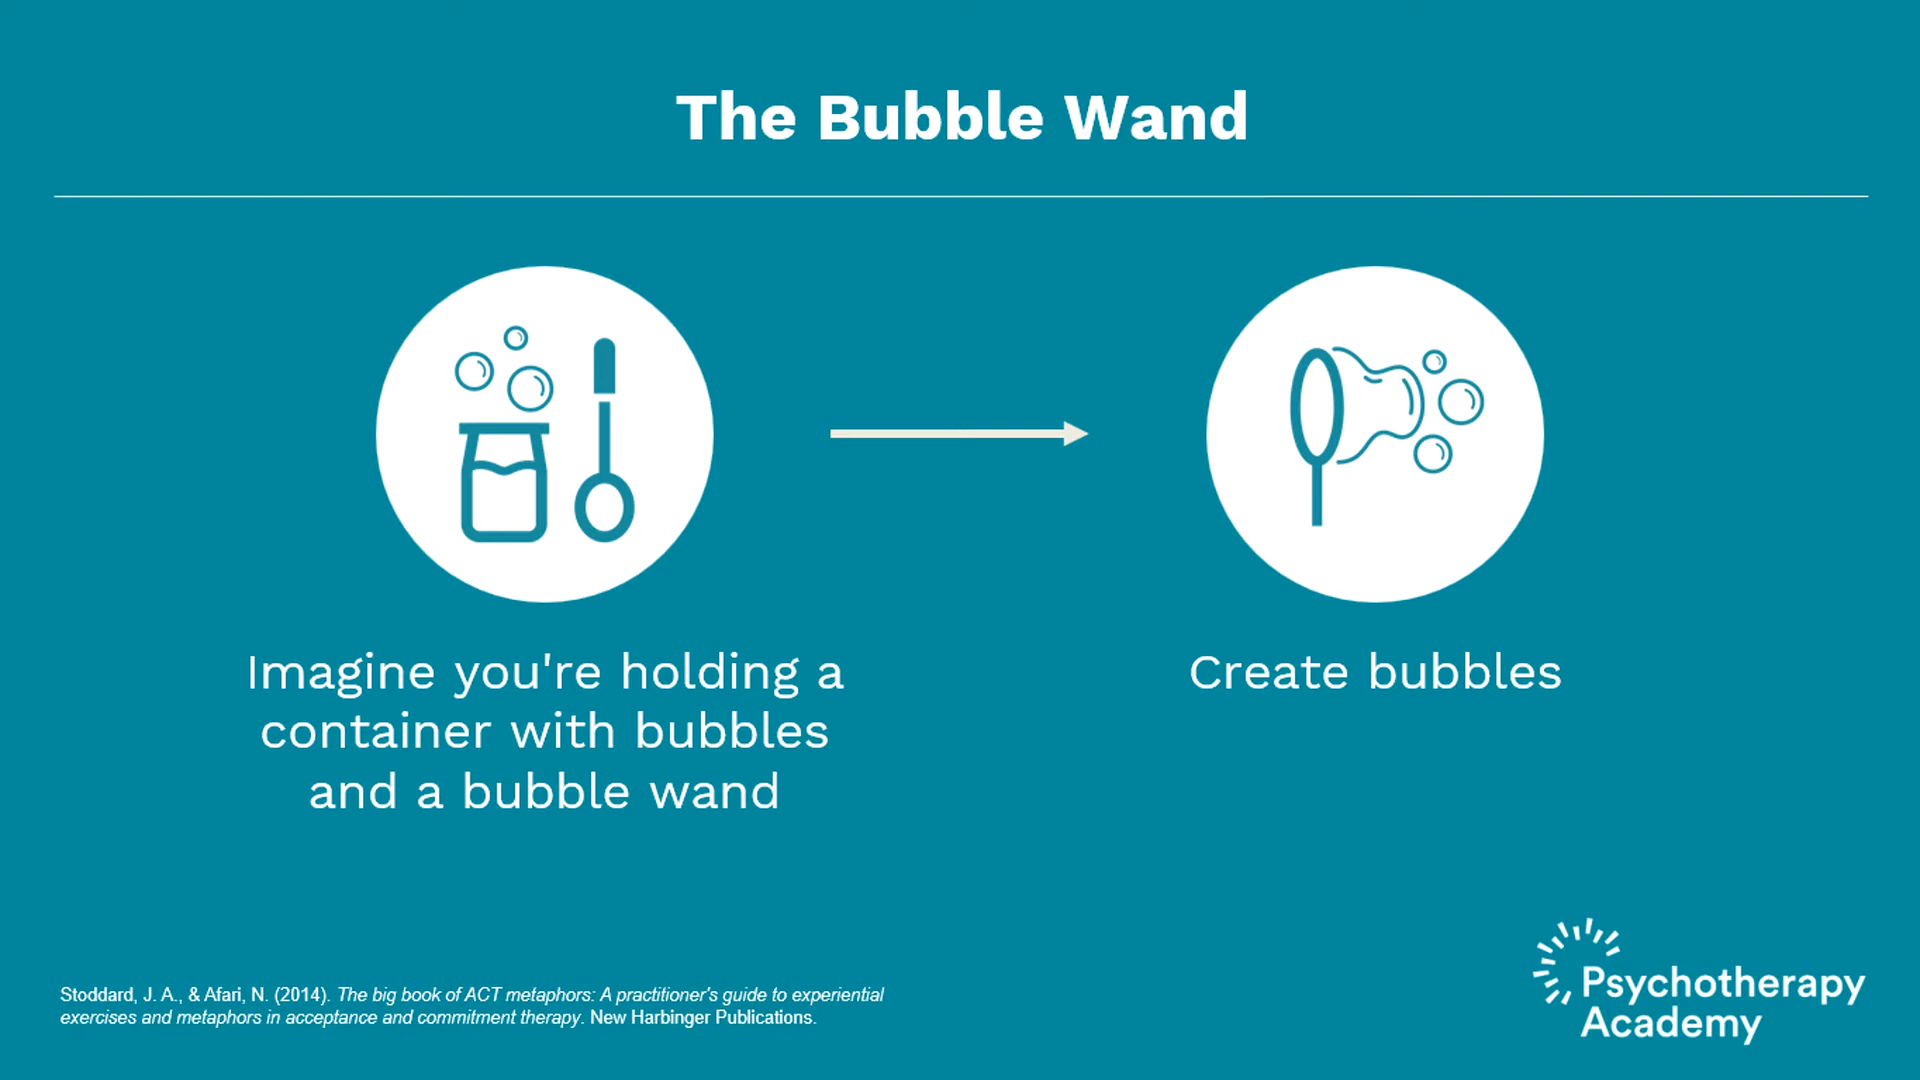 The Bubble Wand
Imagine you're holding a
container with bubbles
and a bubble wand
Create bubbles
Stoddard, J. A., & Afari, N. (2014). The big book of ACT metaphors: A practitioner's guide to experiential
exercises and metaphors in acceptance and commitment therapy. New Harbinger Publications.
Psychotherapy
Academy